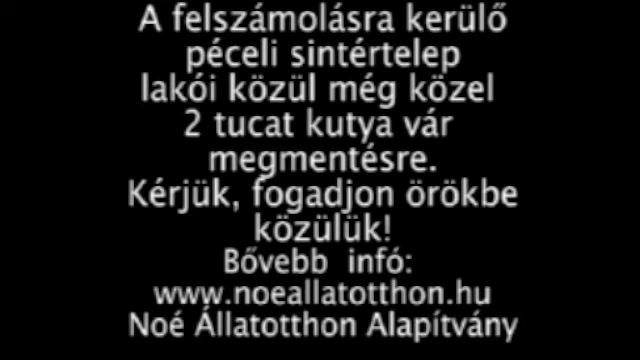 A felszámolásra kerülő
péceli sintértelep
lakói közül még közel
2 tucat kutya vár
megmentésre.
Kérjük, fogadjon örökbe
közülük!
Bővebb infó:
www.noeallatotthon.hu
Noé Állatotthon Alapítvány